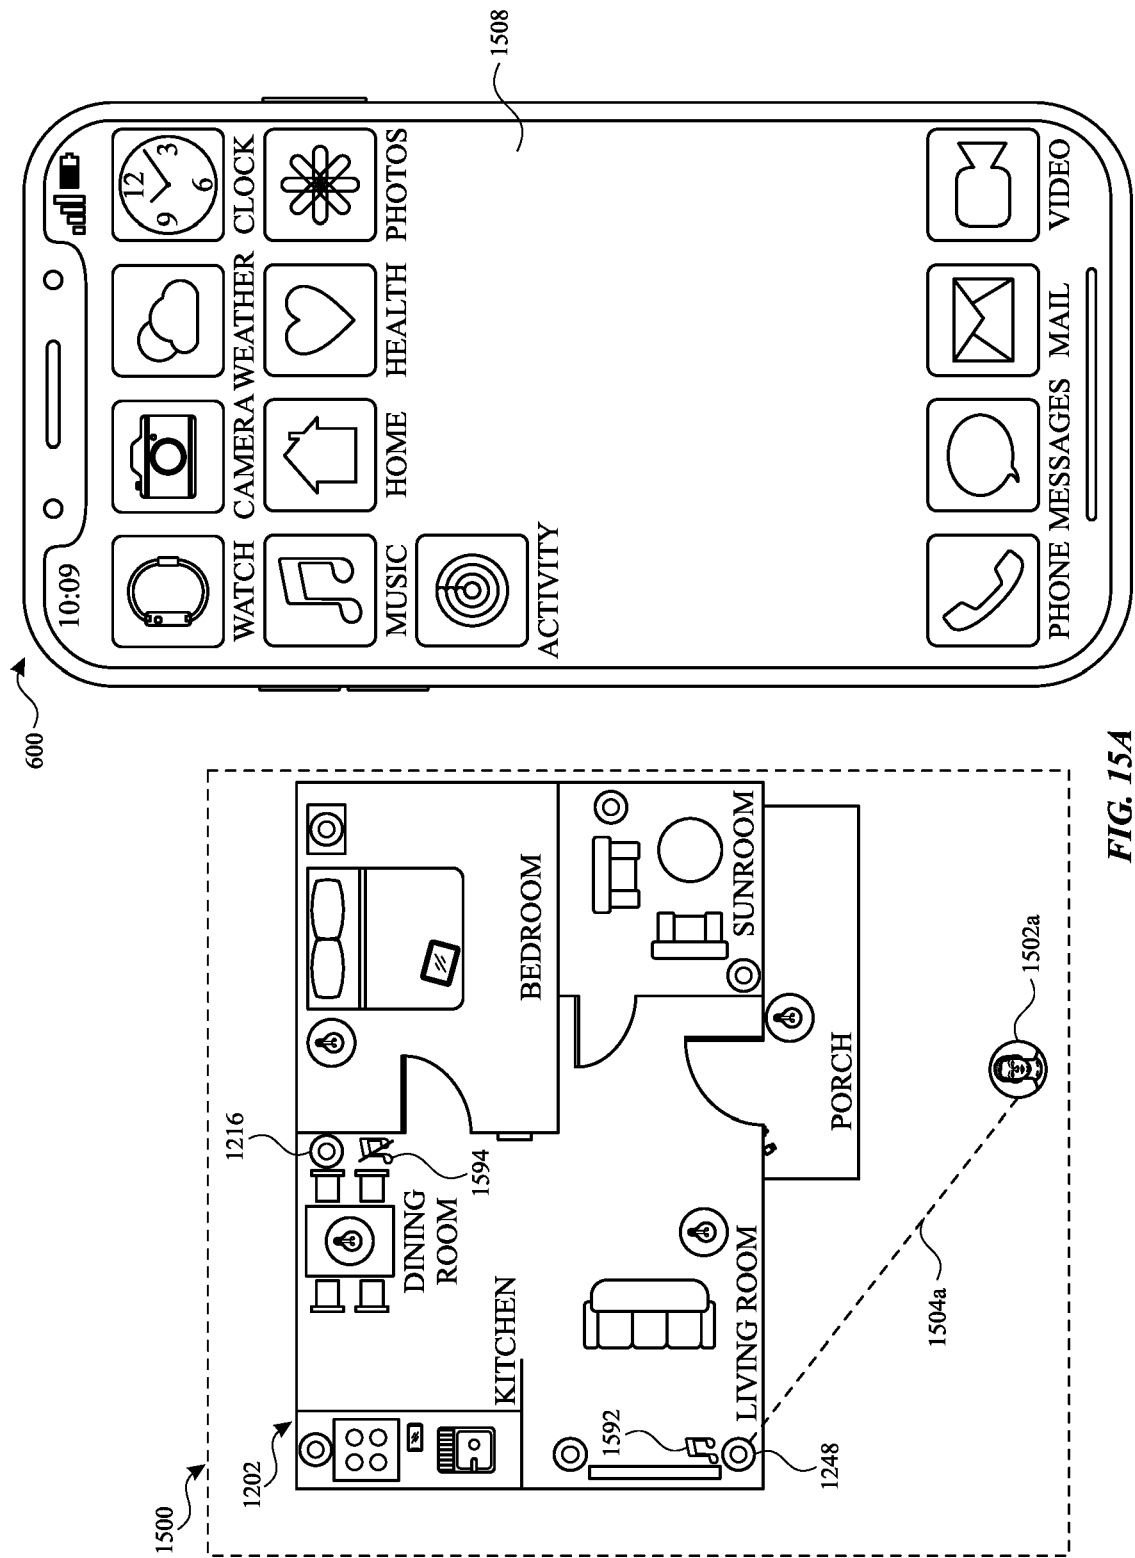 600
10:09
12
3
6
9
WATCH
CAMERA
WEATHER
CLOCK
MUSIC
HOME
HEALTH
PHOTOS
ACTIVITY
1508
PHONE
MESSAGES
MAIL
VIDEO
1500
1202
1216
1594
DINING
ROOM
KITCHEN
BEDROOM
SUNROOM
LIVING ROOM
PORCH
1592
1248
1504a
1502a
FIG. 15A